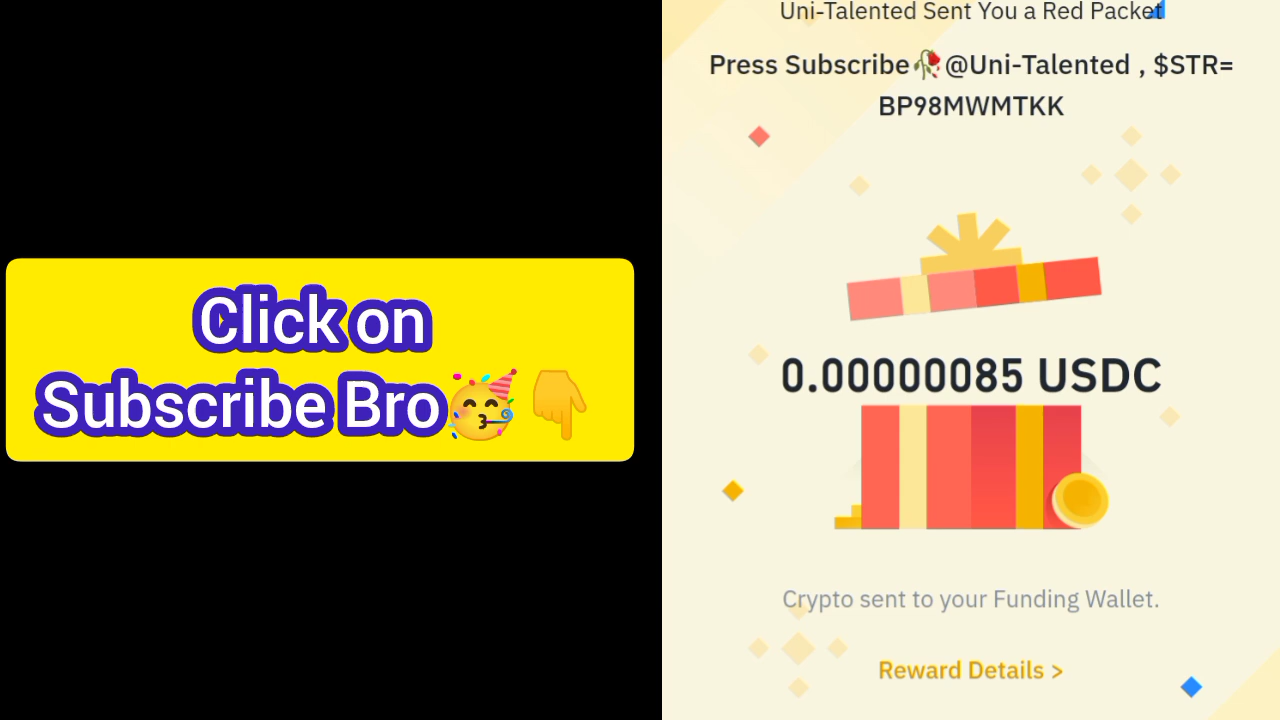 Click on
Subscribe Bro🥳👇
Uni-Talented Sent You a Red Packet
Press Subscribe🥀@Uni-Talented , $STR=
BP98MWMTKK
0.00000085 USDC
Crypto sent to your Funding Wallet.
Reward Details >